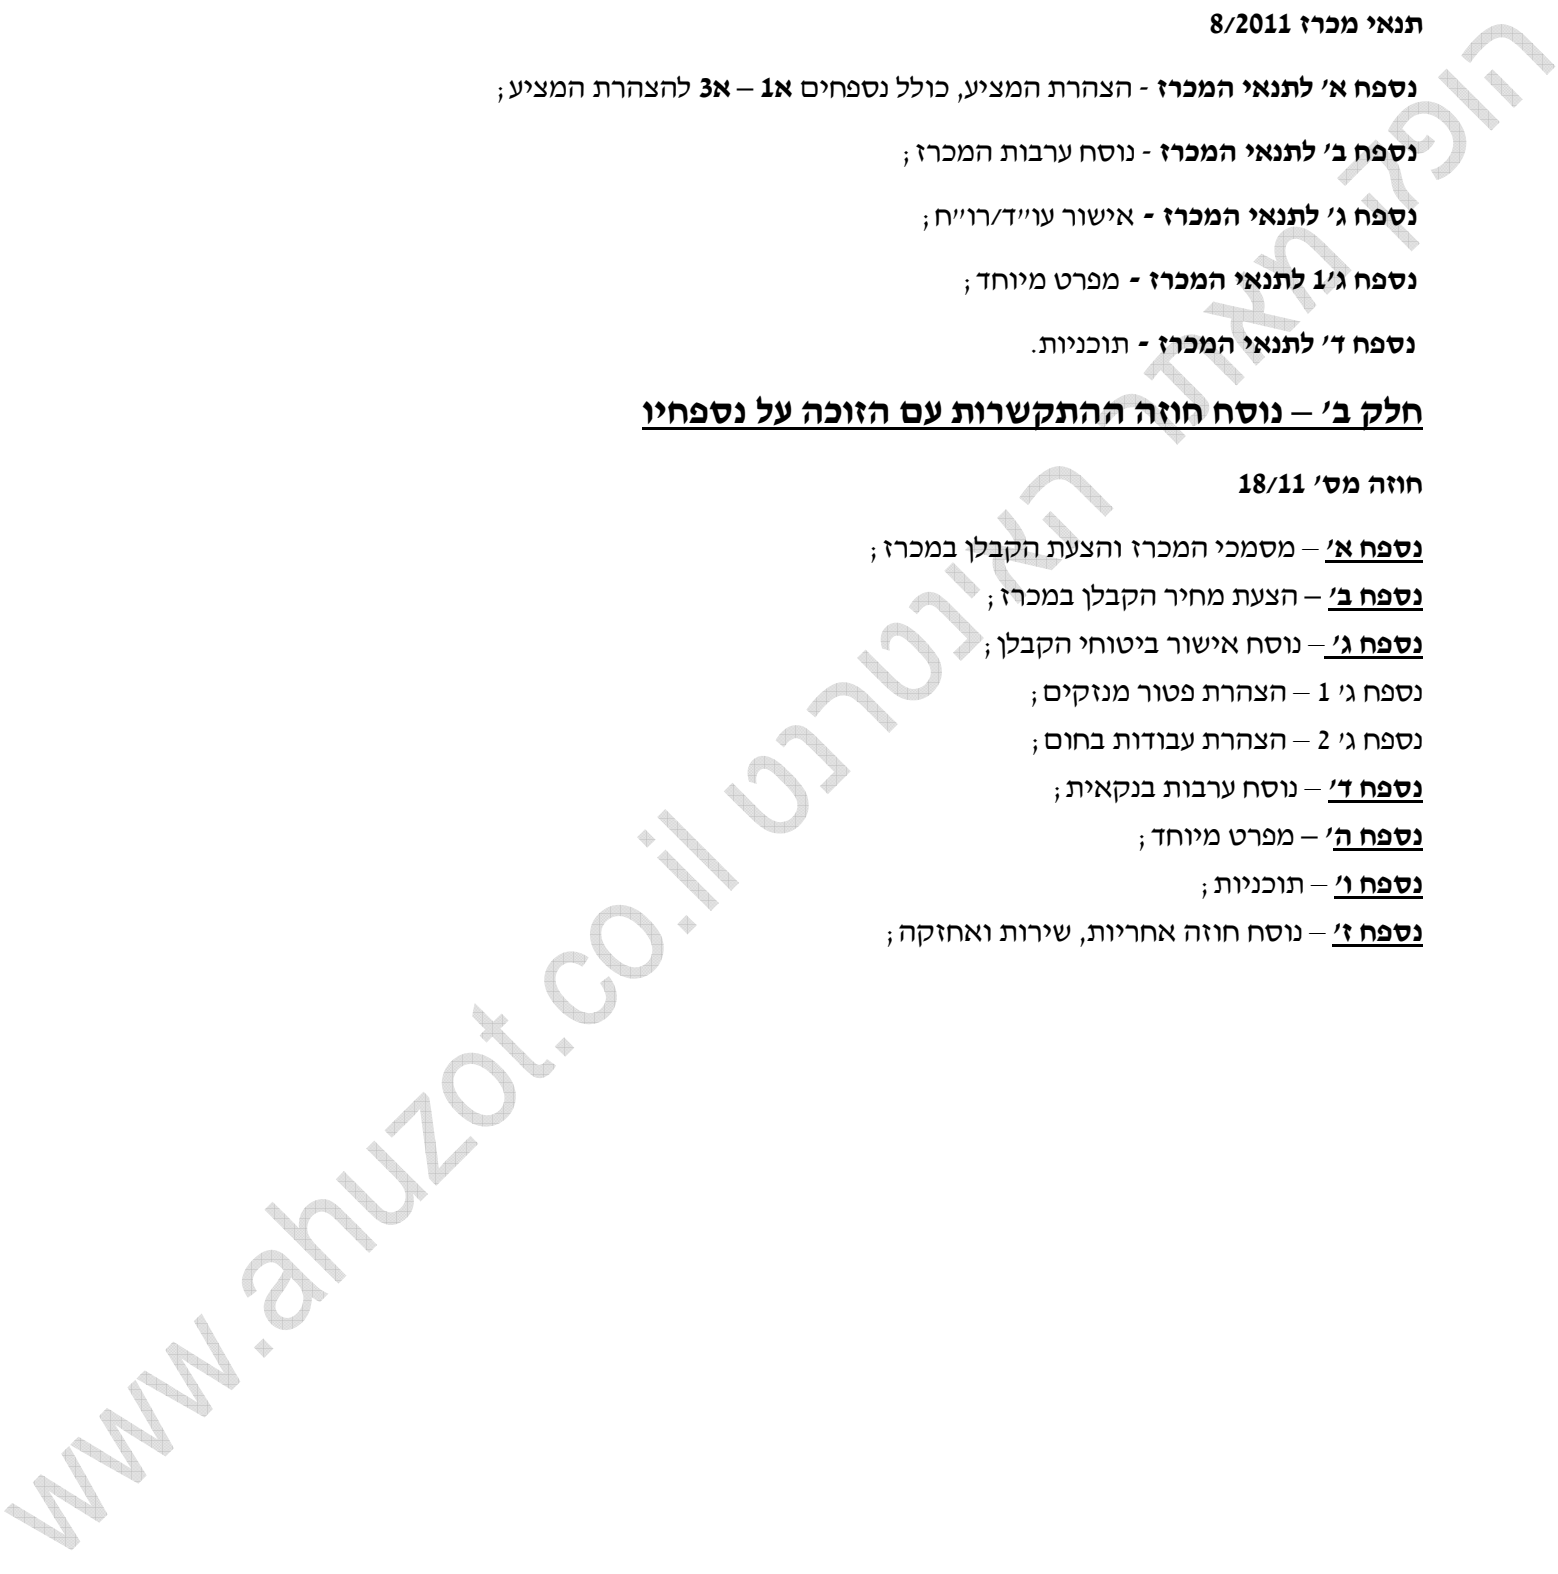 תנאי מכרז 8/2011
נספח א' לתנאי המכרז - הצהרת המציע, כולל נספחים א1 – א3 להצהרת המציע;
נספח ב' לתנאי המכרז - נוסח ערבות המכרז;
נספח ג' לתנאי המכרז - אישור עו"ד/רו"ח;
נספח ג'1 לתנאי המכרז - מפרט מיוחד;
נספח ד' לתנאי המכרז - תוכניות.
חלק ב' – נוסח חוזה ההתקשרות עם הזוכה על נספחיו
חוזה מס' 18/11
נספח א' – מסמכי המכרז והצעת הקבלן במכרז;
נספח ב' – הצעת מחיר הקבלן במכרז;
נספח ג' – נוסח אישור ביטוחי הקבלן;
נספח ג' 1 – הצהרת פטור מנזקים;
נספח ג' 2 – הצהרת עבודות בחום;
נספח ד' – נוסח ערבות בנקאית;
נספח ה' – מפרט מיוחד;
נספח ו' – תוכניות;
נספח ז' – נוסח חוזה אחריות, שירות ואחזקה;
הופק מאתר האינטרנט www.ahuzot.co.il